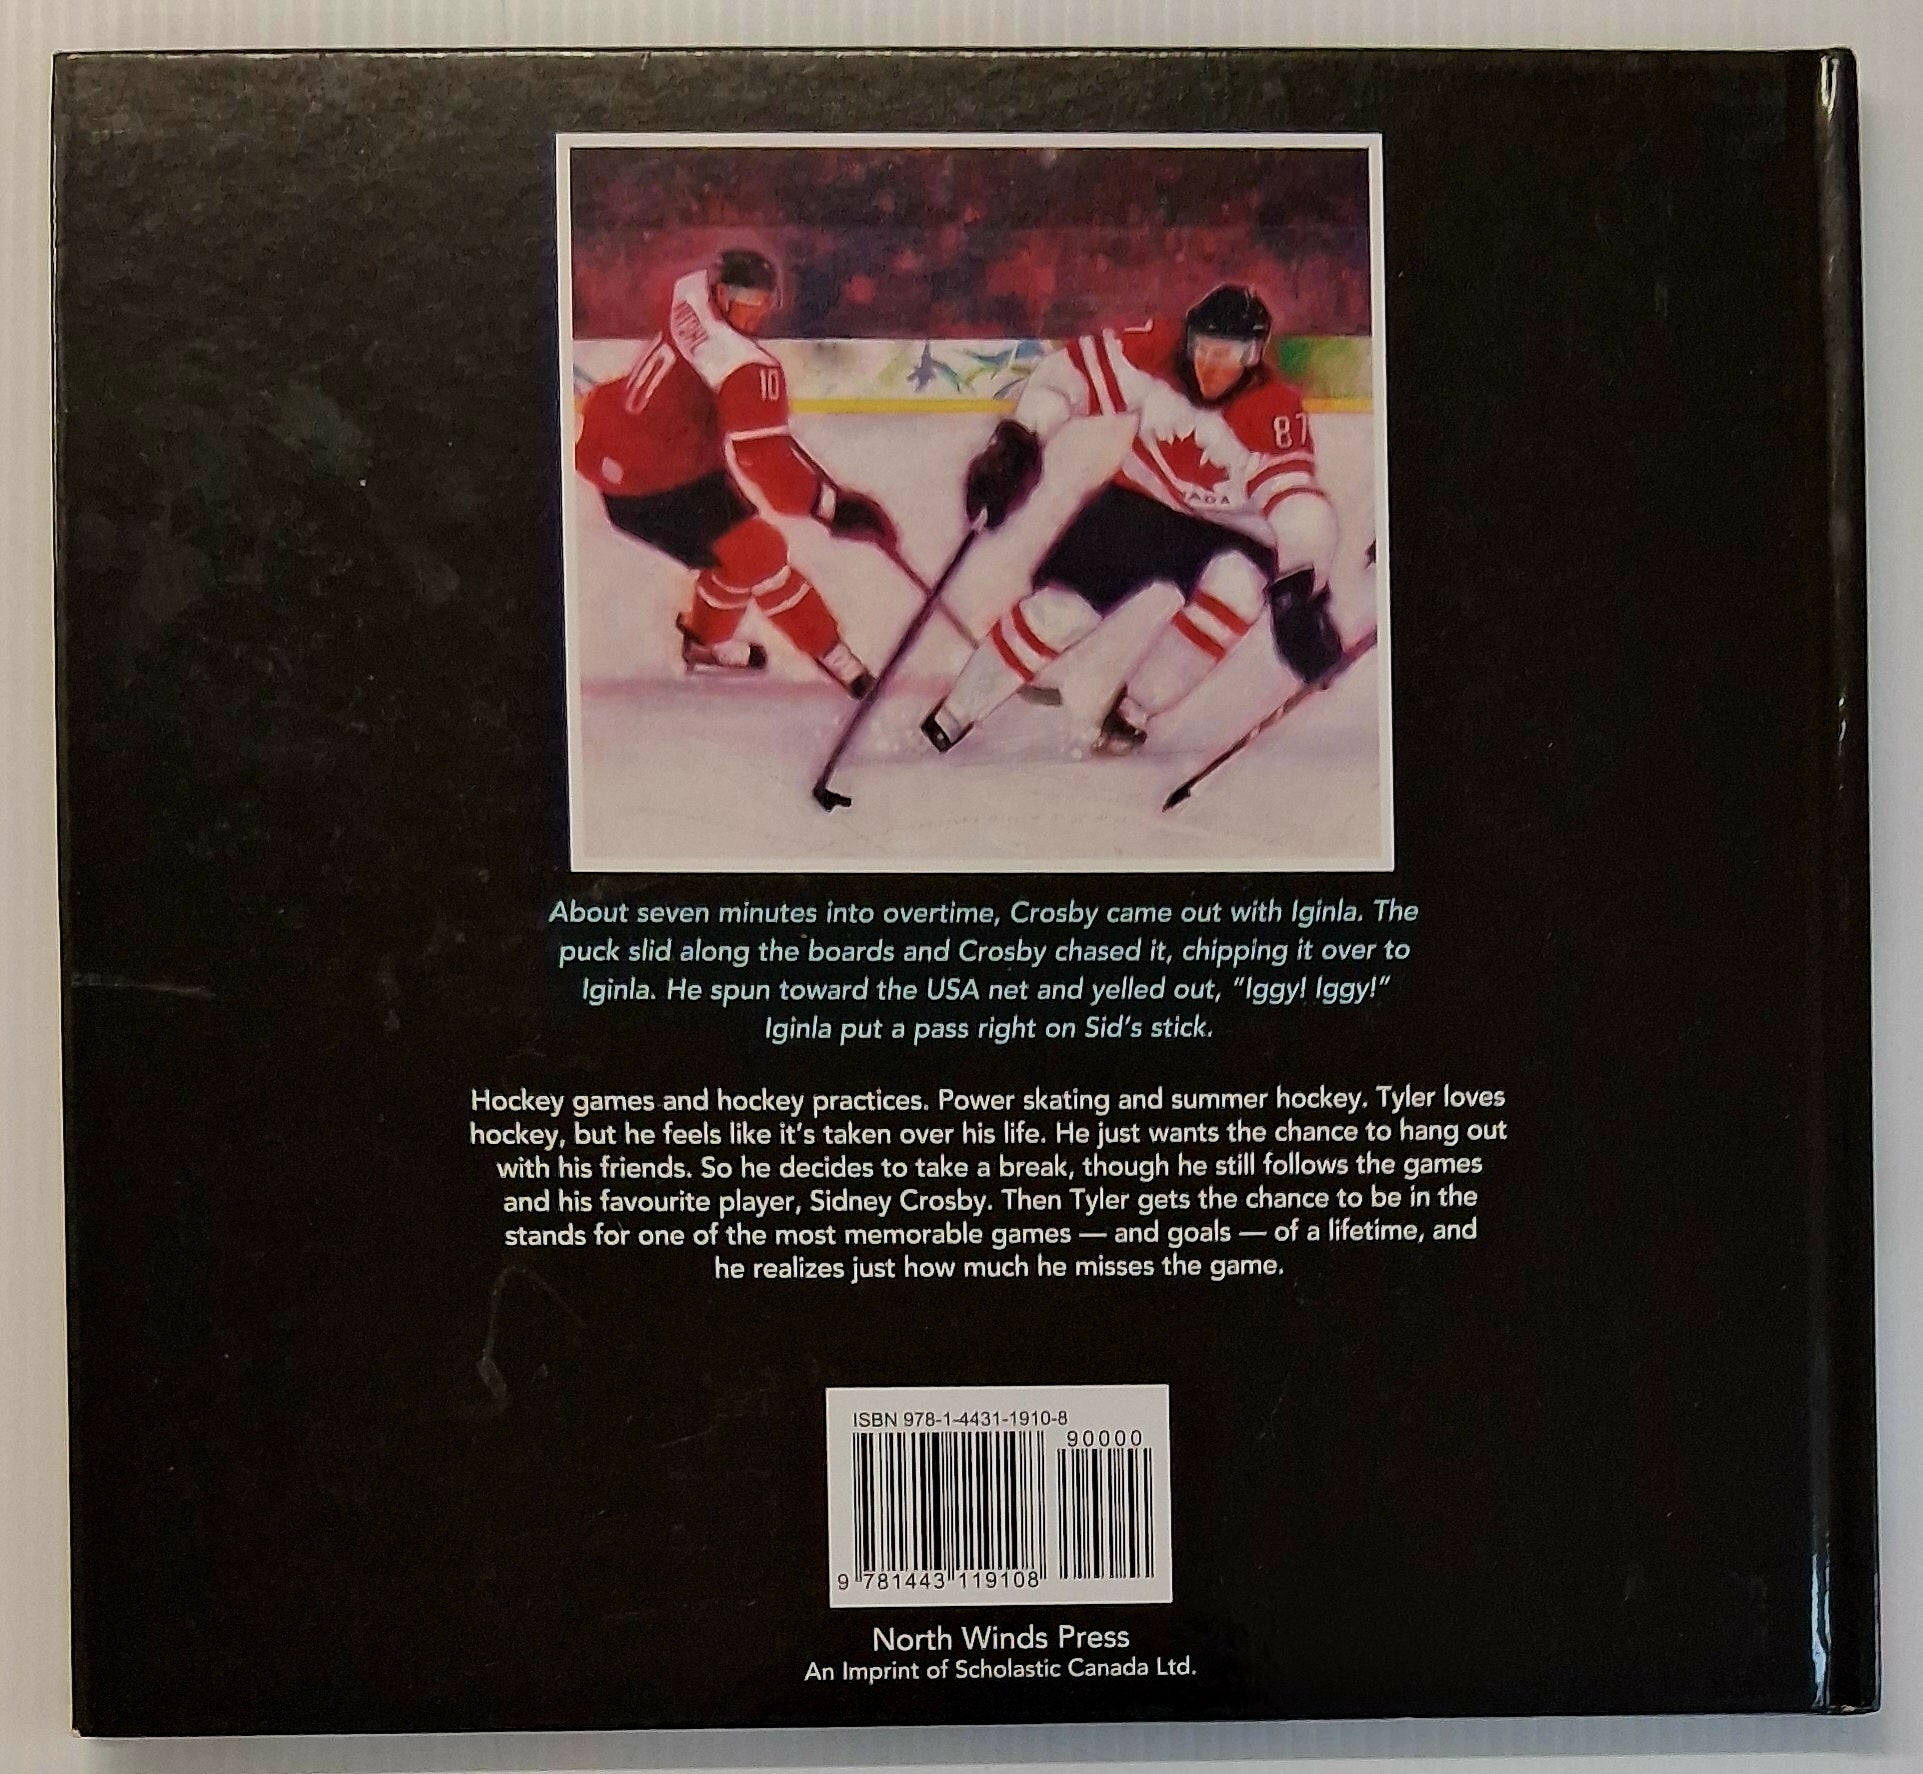 10
10
87
About seven minutes into overtime, Crosby came out with Iginla. The
puck slid along the boards and Crosby chased it, chipping it over to
Iginla. He spun toward the USA net and yelled out, “Iggy! Iggy!”
Iginla put a pass right on Sid’s stick.
Hockey games and hockey practices. Power skating and summer hockey. Tyler loves
hockey, but he feels like it’s taken over his life. He just wants the chance to hang out
with his friends. So he decides to take a break, though he still follows the games
and his favourite player, Sidney Crosby. Then Tyler gets the chance to be in the
stands for one of the most memorable games — and goals — of a lifetime, and
he realizes just how much he misses the game.
ISBN 978-1-4431-1910-8
90000
9 781443 119108
North Winds Press
An Imprint of Scholastic Canada Ltd.